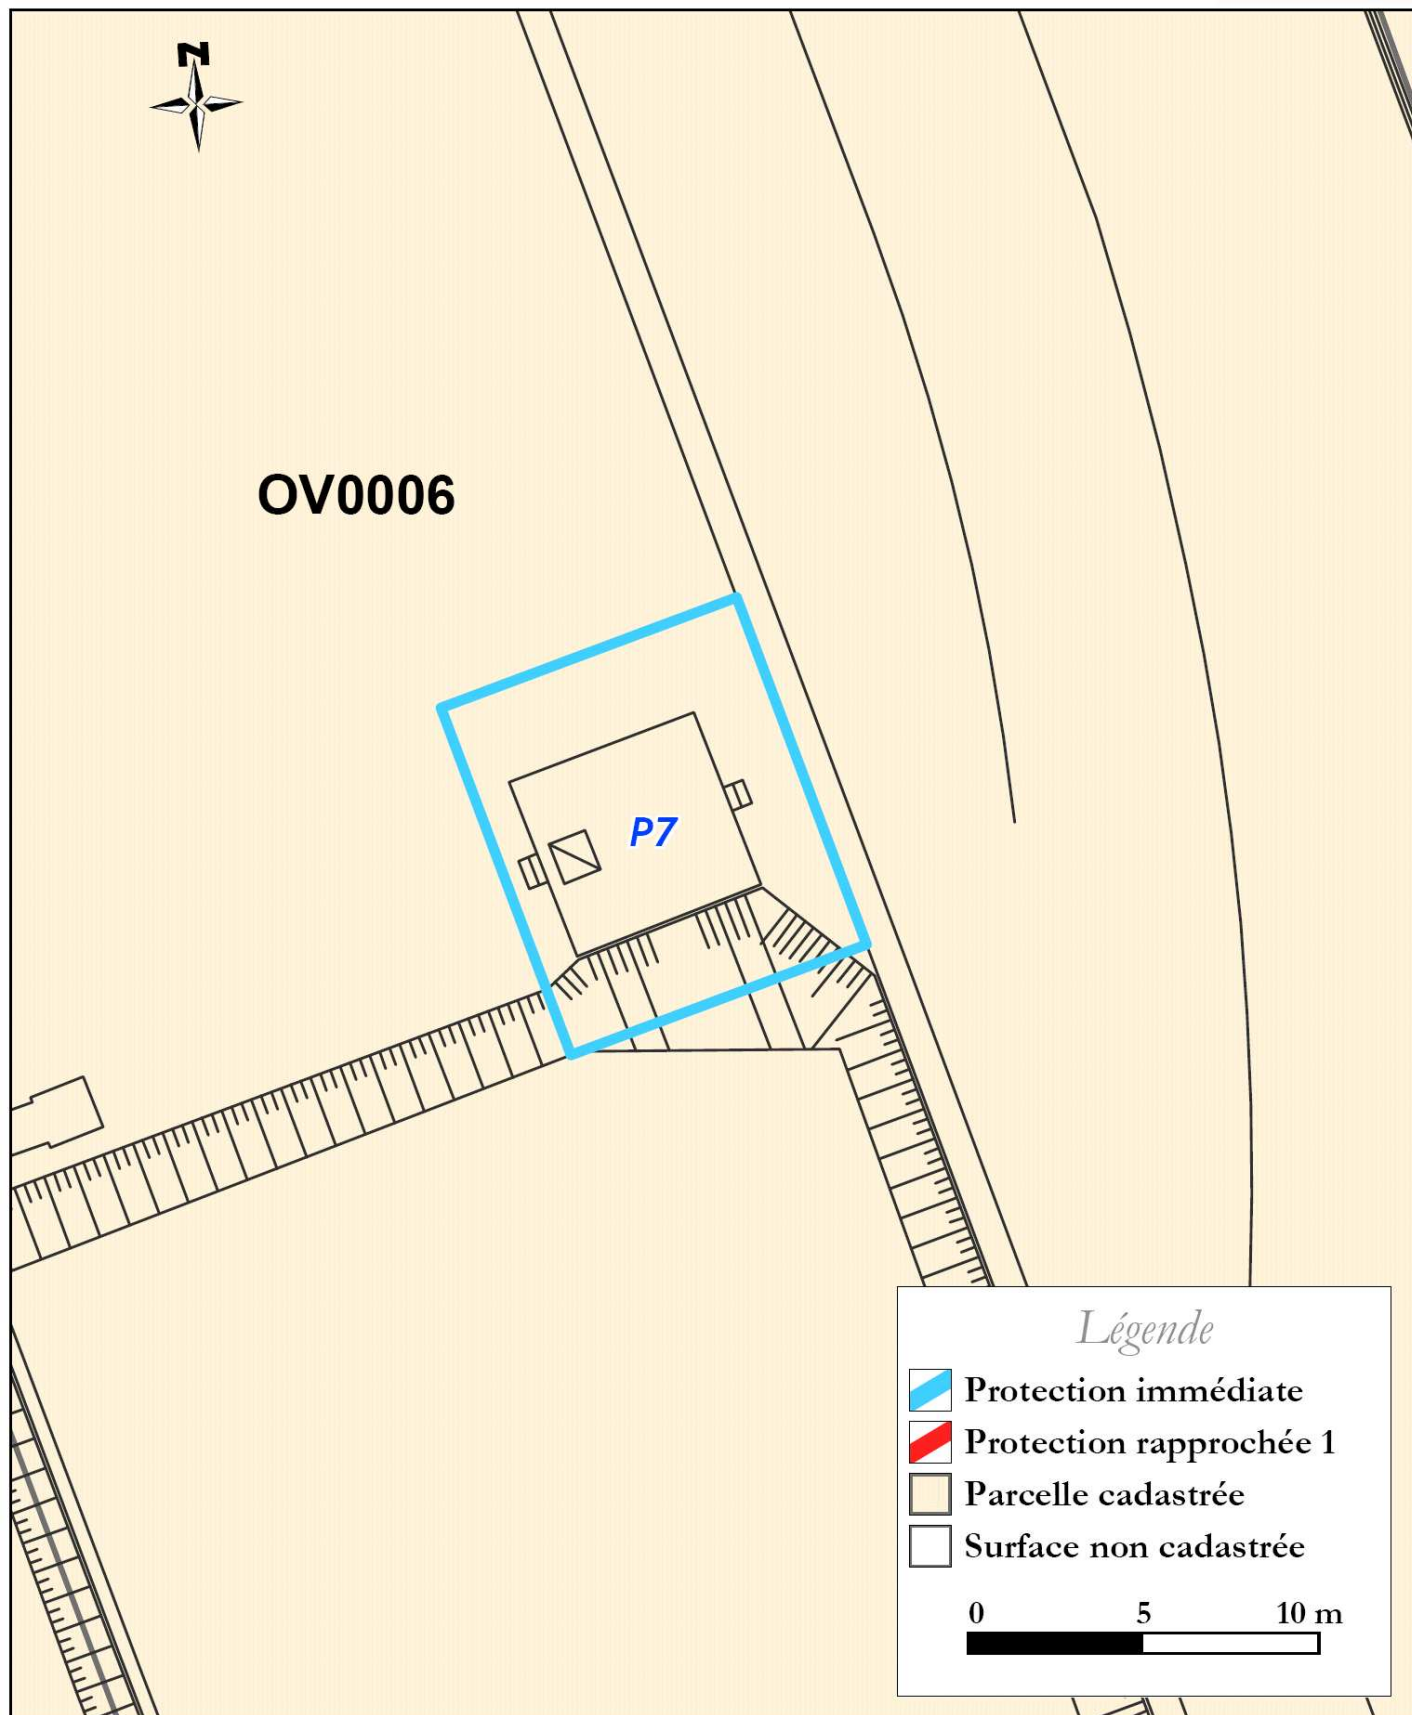 N
OV0006
P7
Légende
Protection immédiate
Protection rapprochée 1
Parcelle cadastrée
Surface non cadastrée
0 5 10 m